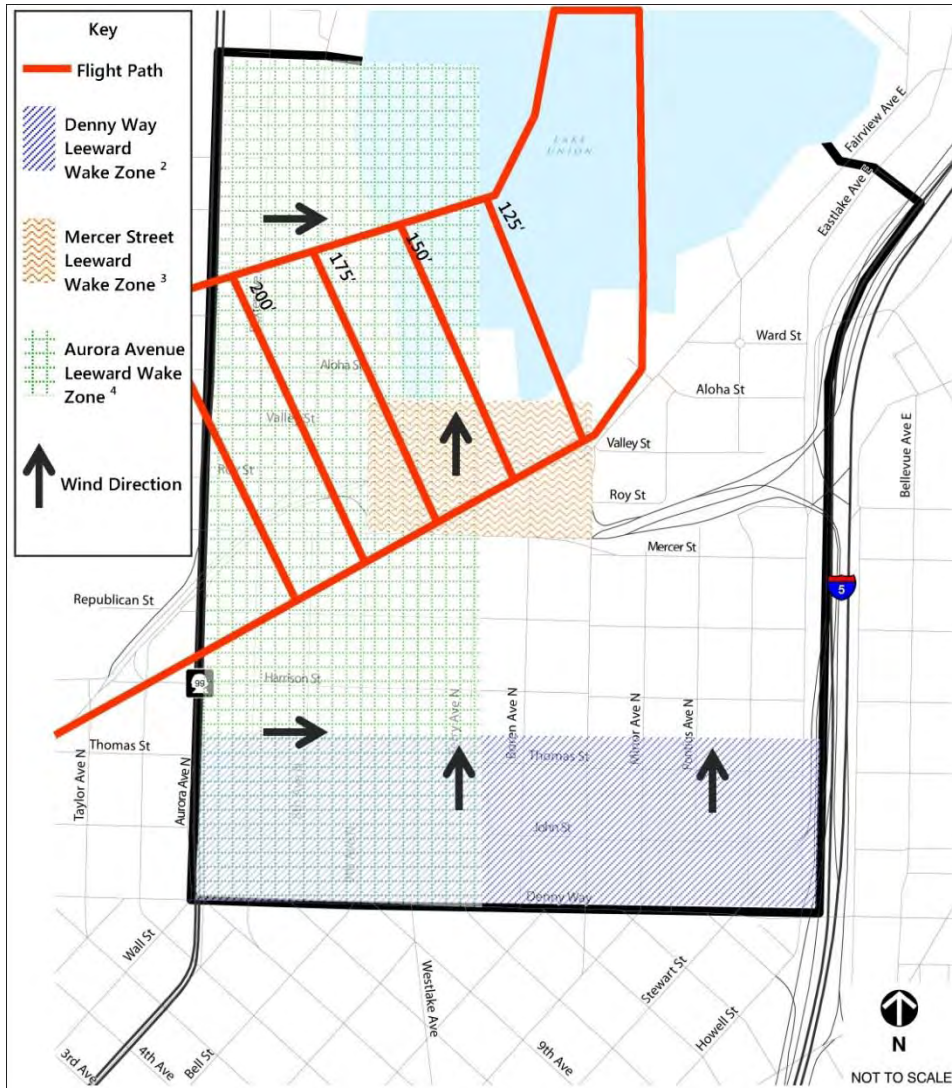 Key
Flight Path
Denny Way
Leeward
Wake Zone 2
Mercer Street
Leeward
Wake Zone 3
Aurora Avenue
Leeward Wake
Zone 4
Wind Direction
LAKE
UNION
Fairview Ave E
Eastlake Ave E
125'
150'
175'
200'
Ward St
Aloha St
Aloha St
Valley St
Valley St
Bellevue Ave E
Roy St
Roy St
Mercer St
5
Republican St
99
Harrison St
Thomas St
Thomas St
Taylor Ave N
Aurora Ave N
Boren Ave N
Minor Ave N
Pontius Ave N
John St
Denny Way
Wall St
Westlake Ave
Stewart St
Howell St
3rd Ave
4th Ave
Bell St
9th Ave
N
NOT TO SCALE